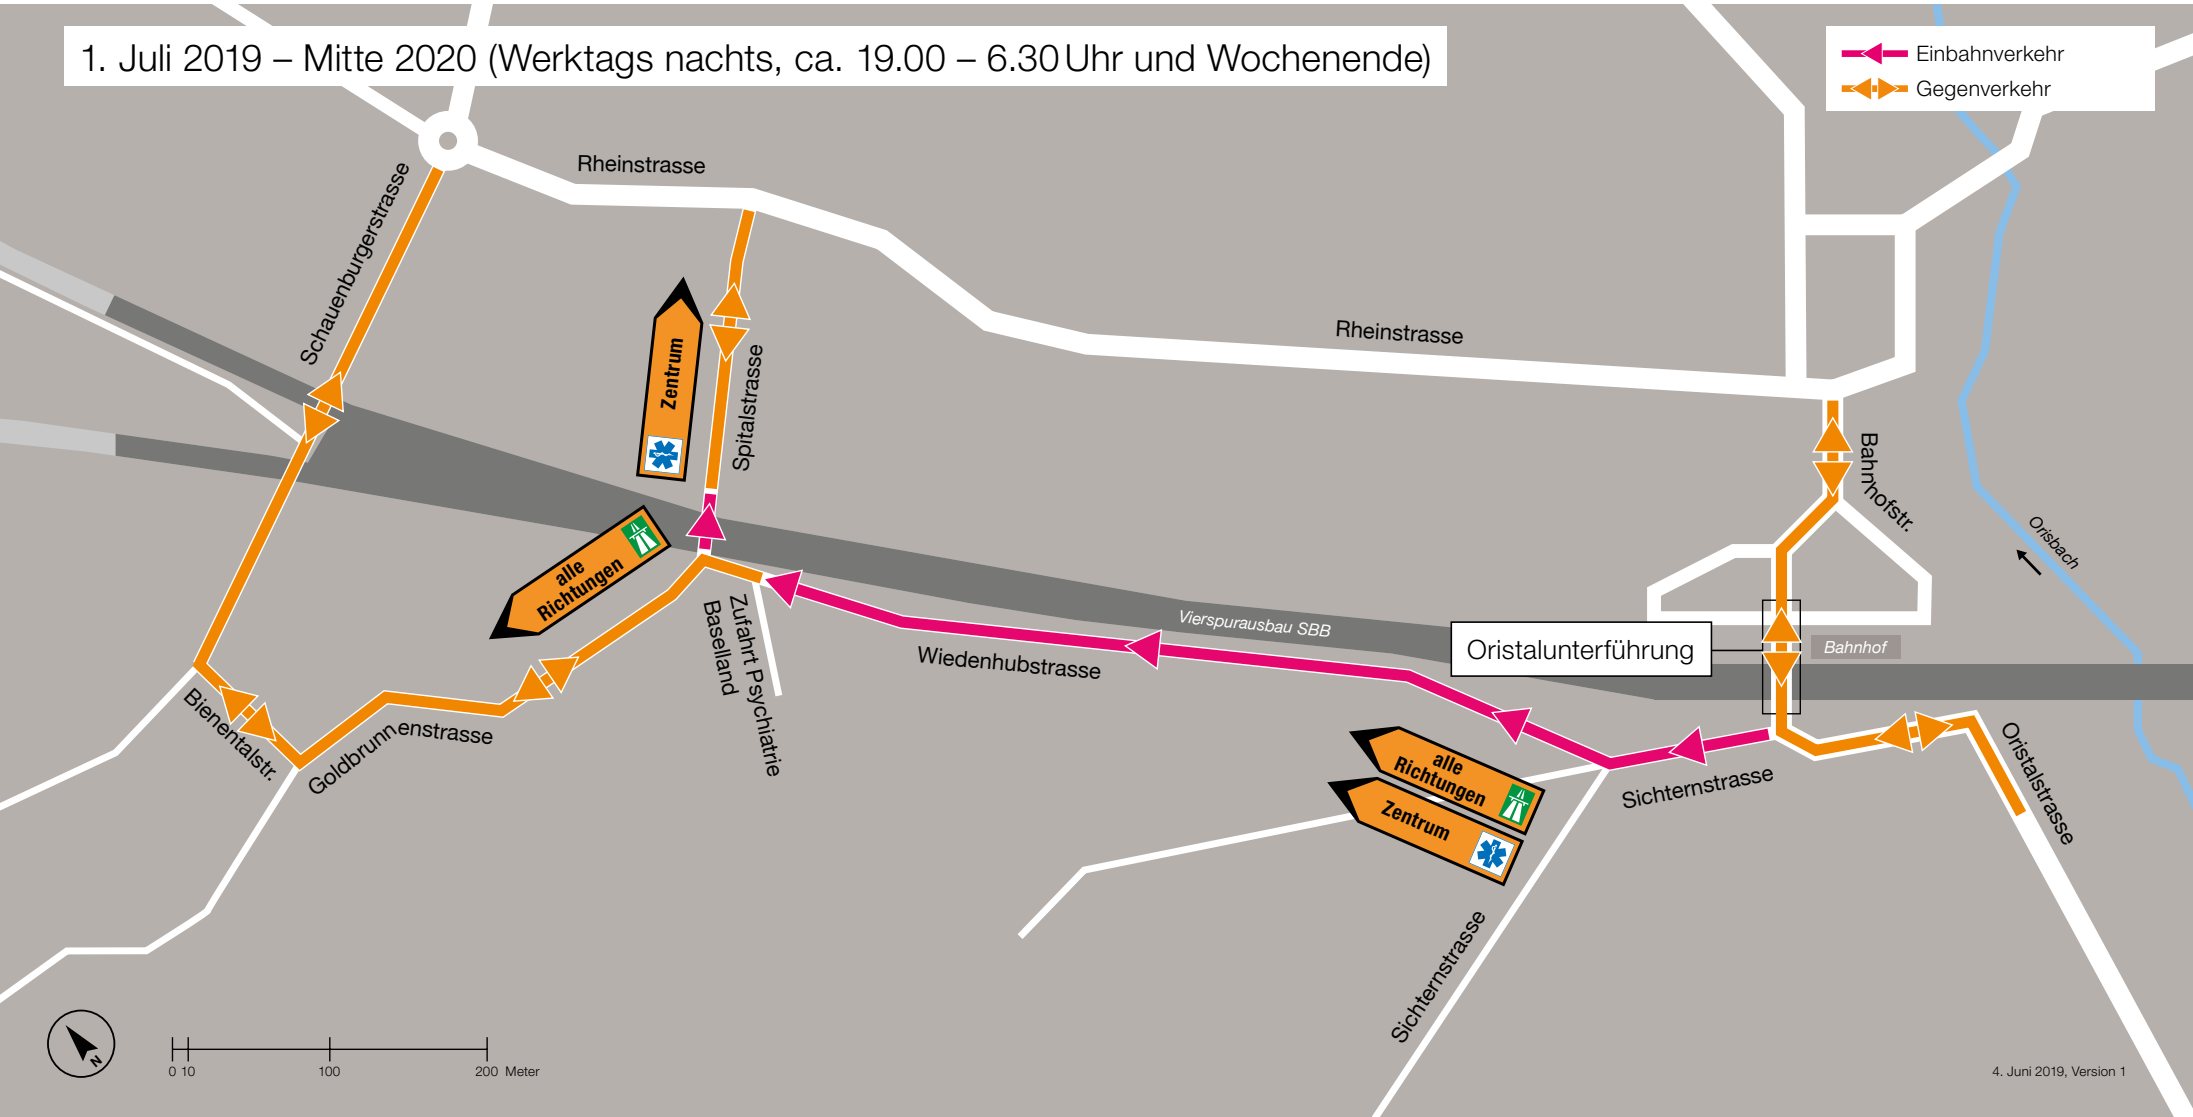 1. Juli 2019 – Mitte 2020 (Werktags nachts, ca. 19.00 – 6.30 Uhr und Wochenende)
Einbahnverkehr
Gegenverkehr
Rheinstrasse
Schauenburgerstrasse
Rheinstrasse
Zentrum
Spitalstrasse
Bahnhofstr.
Orisbach
alle
Richtungen
Zufahrt Psychiatrie
Baselland
Vierspurausbau SBB
Oristalunterführung
Bahnhof
Wiedenhubstrasse
Bienentalstr.
Goldbrunnenstrasse
alle
Richtungen
Zentrum
Sichternstrasse
Oristalstrasse
Sichternstrasse
N
0 10 100 200 Meter
4. Juni 2019, Version 1